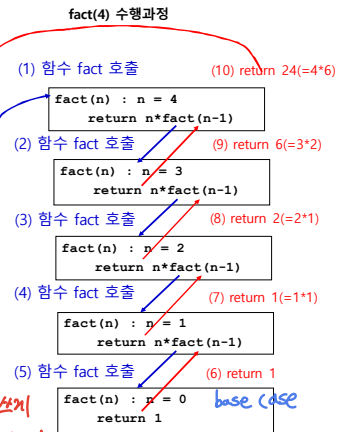 fact(4) 수행과정
(1) 함수 fact 호출
(10) return 24(=4*6)
fact(n) : n = 4
return n*fact(n-1)
(2) 함수 fact 호출
(9) return 6(=3*2)
fact(n) : n = 3
return n*fact(n-1)
(3) 함수 fact 호출
(8) return 2(=2*1)
fact(n) : n = 2
return n*fact(n-1)
(4) 함수 fact 호출
(7) return 1(=1*1)
fact(n) : n = 1
return n*fact(n-1)
(5) 함수 fact 호출
(6) return 1
fact(n) : n = 0
base case
return 1